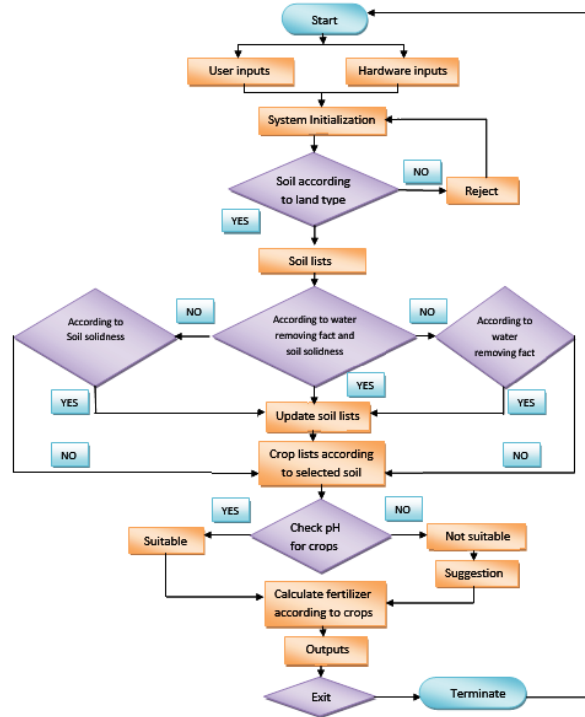 Start
User inputs
Hardware inputs
System Initialization
Soil according
to land type
NO
Reject
YES
Soil lists
According to
Soil solidness
NO
According to water
removing fact and
soil solidness
NO
According to
water
removing fact
YES
YES
YES
Update soil lists
NO
Crop lists according
to selected soil
NO
YES
Check pH
for crops
NO
Suitable
Not suitable
Suggestion
Calculate fertilizer
according to crops
Outputs
Exit
Terminate